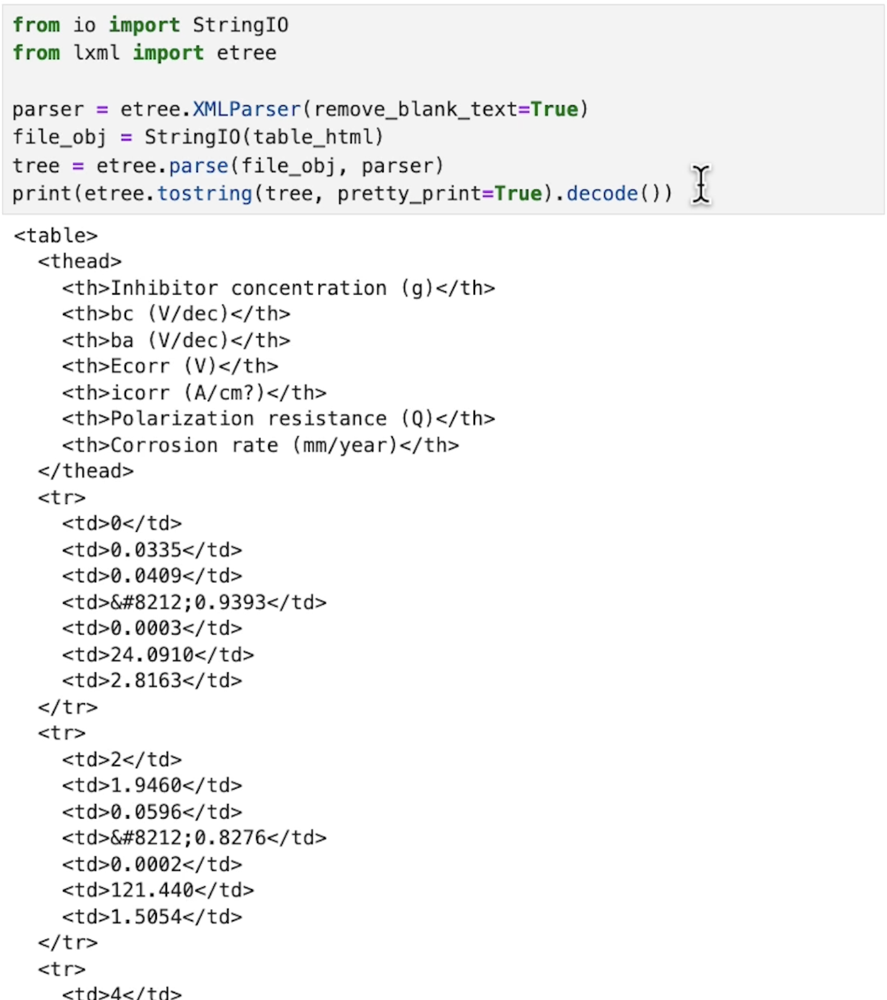 from io import StringIO
from lxml import etree
parser = etree.XMLParser(remove_blank_text=True)
file_obj = StringIO(table_html)
tree = etree.parse(file_obj, parser)
print(etree.tostring(tree, pretty_print=True).decode())
<table>
<thead>
<th>Inhibitor concentration (g)</th>
<th>bc (V/dec)</th>
<th>ba (V/dec)</th>
<th>Ecorr (V)</th>
<th>icorr (A/cm?)</th>
<th>Polarization resistance (Q)</th>
<th>Corrosion rate (mm/year)</th>
</thead>
<tr>
<td>0</td>
<td>0.0335</td>
<td>0.0409</td>
<td>&#8212;0.9393</td>
<td>0.0003</td>
<td>24.0910</td>
<td>2.8163</td>
</tr>
<tr>
<td>2</td>
<td>1.9460</td>
<td>0.0596</td>
<td>&#8212;0.8276</td>
<td>0.0002</td>
<td>121.440</td>
<td>1.5054</td>
</tr>
<tr>
<td>4</td>